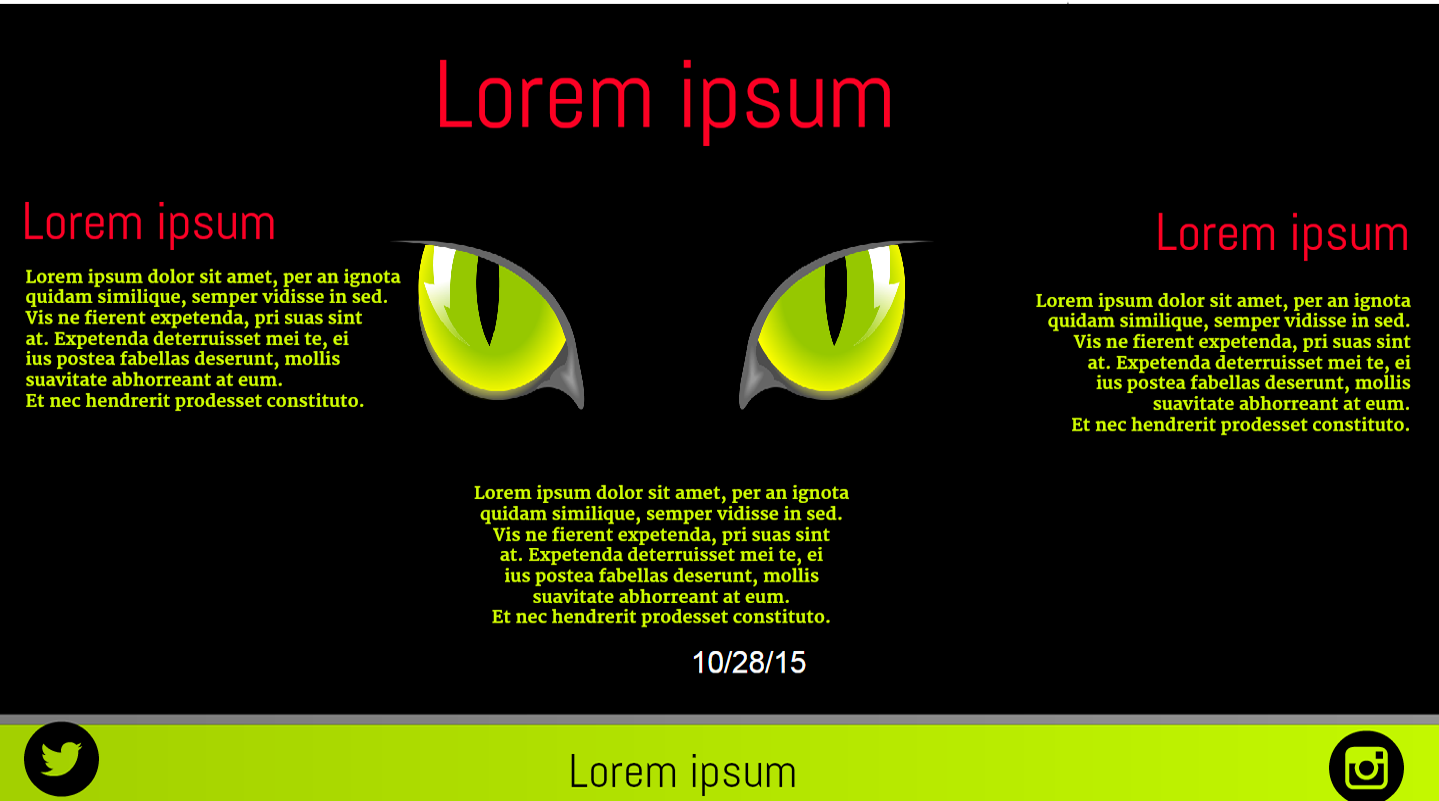 Lorem ipsum
Lorem ipsum
Lorem ipsum dolor sit amet, per an ignota
quidam similique, semper vidisse in sed.
Vis ne fierent expetenda, pri suas sint
at. Expetenda deterruisset mei te, ei
ius postea fabellas deserunt, mollis
suavitate abhorreant at eum.
Et nec hendrerit prodesset constituto.
Lorem ipsum
Lorem ipsum dolor sit amet, per an ignota
quidam similique, semper vidisse in sed.
Vis ne fierent expetenda, pri suas sint
at. Expetenda deterruisset mei te, ei
ius postea fabellas deserunt, mollis
suavitate abhorreant at eum.
Et nec hendrerit prodesset constituto.
Lorem ipsum dolor sit amet, per an ignota
quidam similique, semper vidisse in sed.
Vis ne fierent expetenda, pri suas sint
at. Expetenda deterruisset mei te, ei
ius postea fabellas deserunt, mollis
suavitate abhorreant at eum.
Et nec hendrerit prodesset constituto.
10/28/15
Lorem ipsum